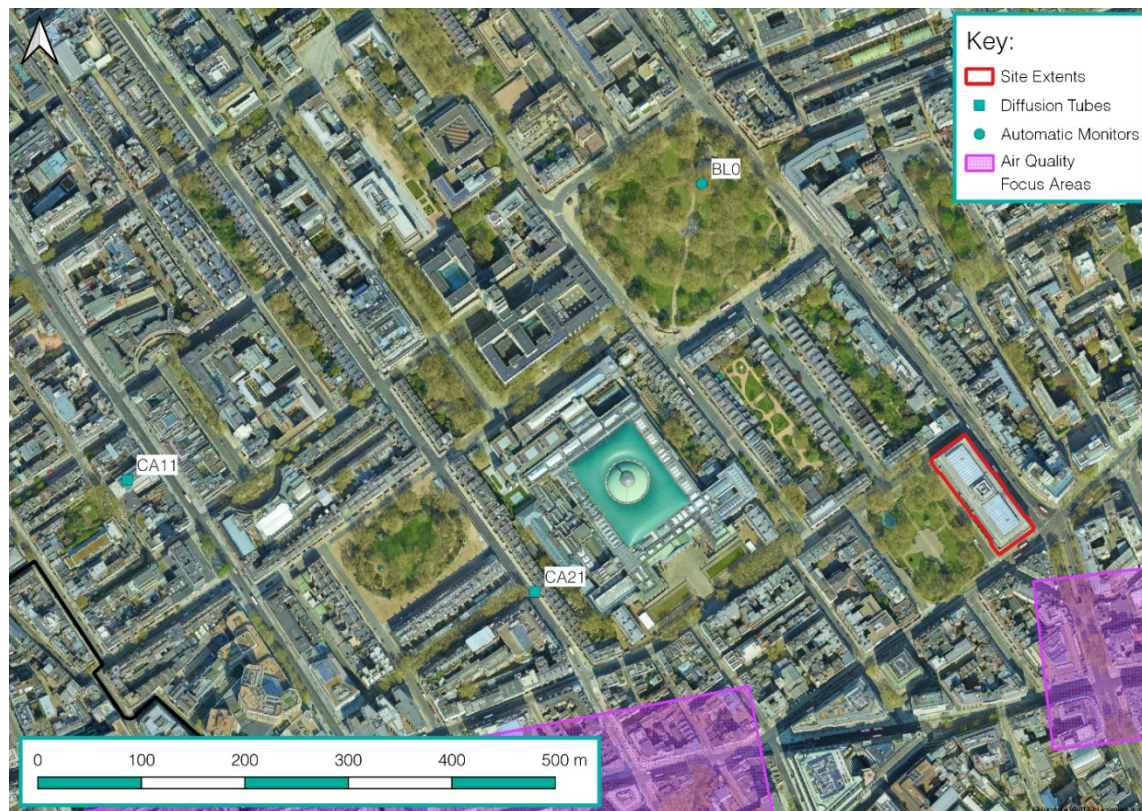 Key:
Site Extents
Diffusion Tubes
Automatic Monitors
Air Quality
Focus Areas
BL0
CA11
CA21
0 100 200 300 400 500 m